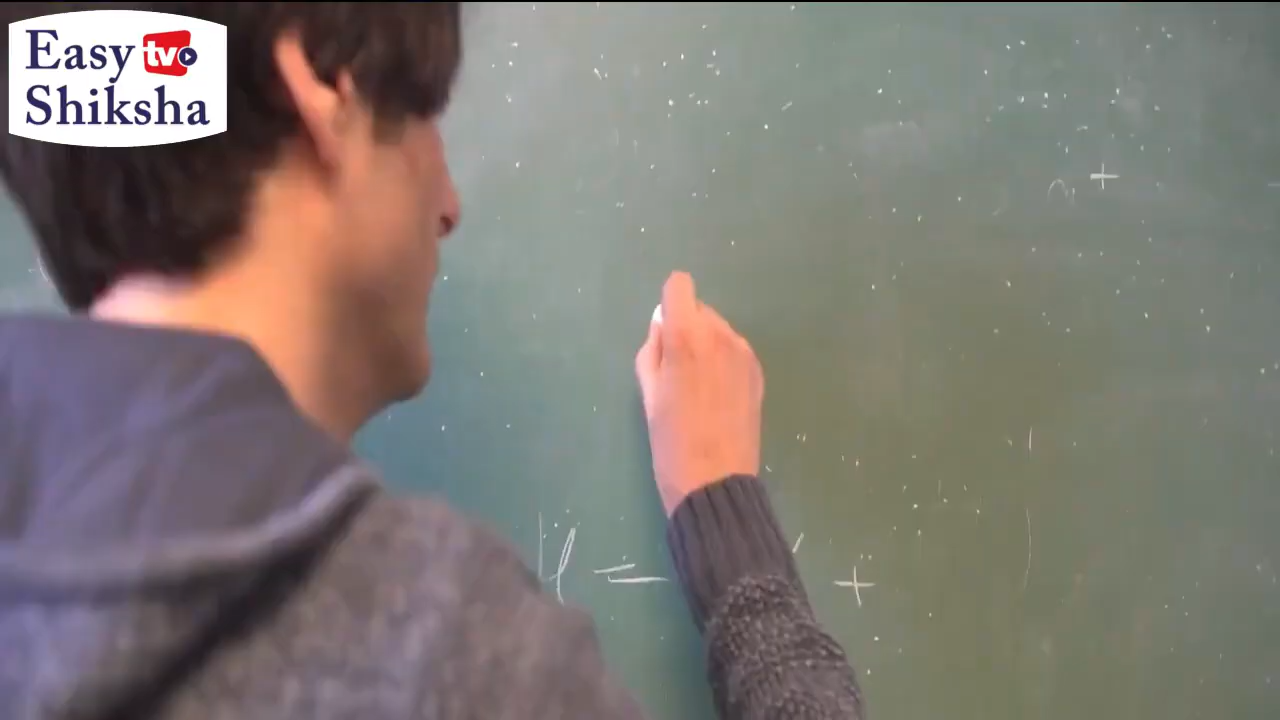 Easy tv
Shiksha
+
y =
+